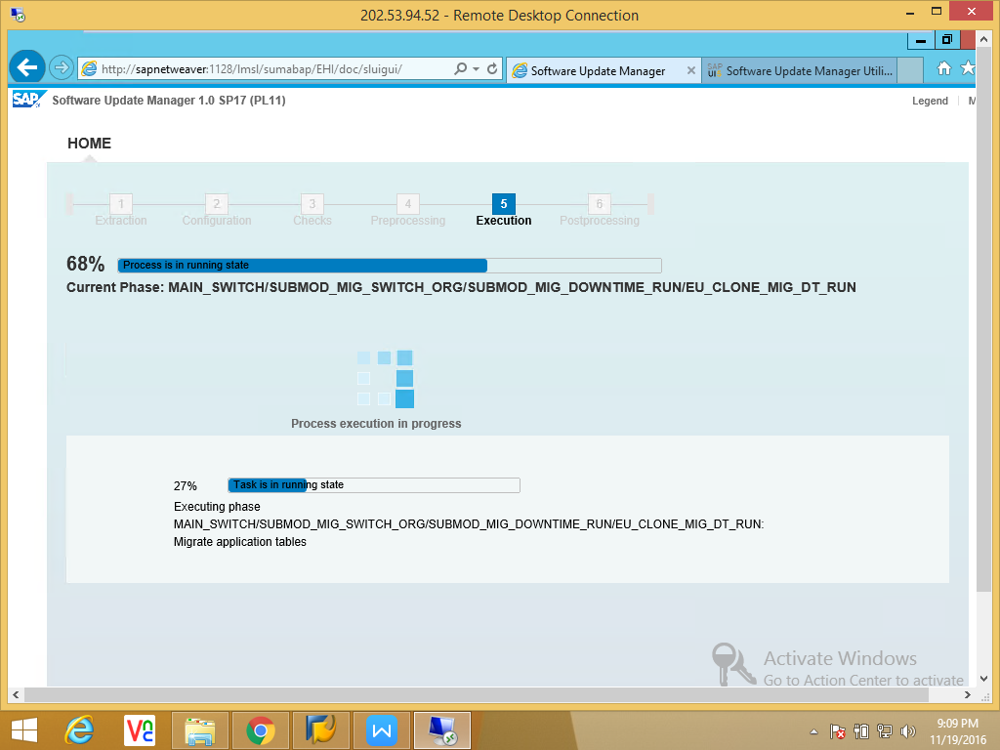 202.53.94.52 - Remote Desktop Connection
http://sapnetweaver:1128/lmsl/sumabap/EHI/doc/sluigui/
Software Update Manager
SAP UI
Software Update Manager Utili...
SAP
Software Update Manager 1.0 SP17 (PL11)
Legend
M
HOME
1 2 3 4 5 6
Extraction Configuration Checks Preprocessing Execution Postprocessing
68% Process is in running state
Current Phase: MAIN_SWITCH/SUBMOD_MIG_SWITCH_ORG/SUBMOD_MIG_DOWNTIME_RUN/EU_CLONE_MIG_DT_RUN
Process execution in progress
27% Task is in running state
Executing phase
MAIN_SWITCH/SUBMOD_MIG_SWITCH_ORG/SUBMOD_MIG_DOWNTIME_RUN/EU_CLONE_MIG_DT_RUN:
Migrate application tables
Activate Windows
Go to Action Center to activate
VNC
W
9:09 PM
11/19/2016